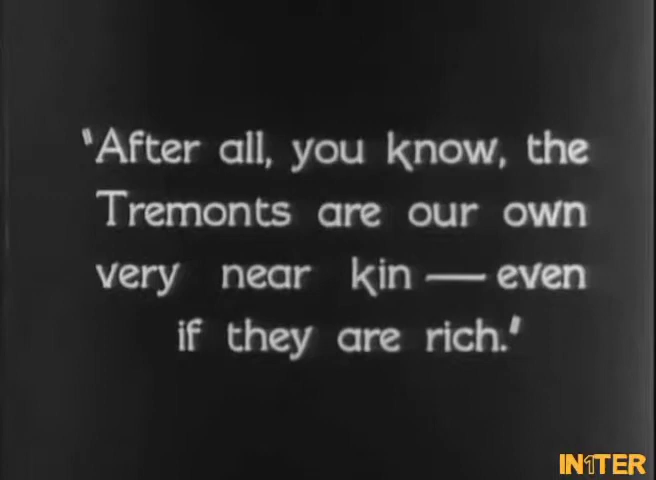 "After all, you know, the
Tremonts are our own
very near kin — even
if they are rich."
IN1TER